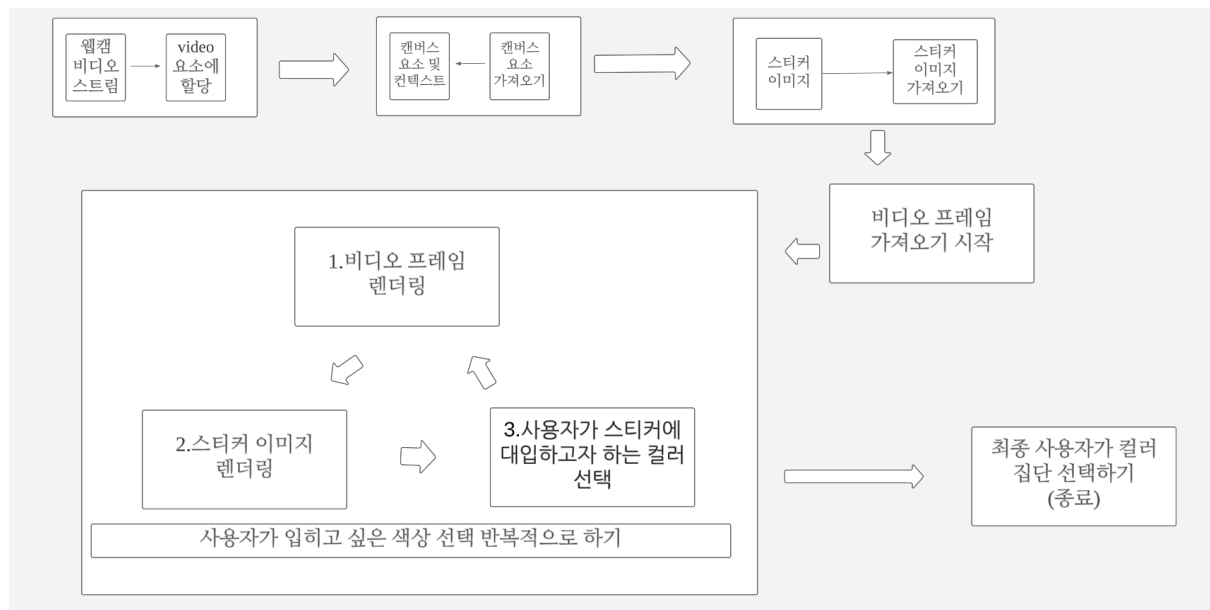 웹캠
비디오
스트림
video
요소에
할당
캔버스
요소 및
컨텍스트
캔버스
요소
가져오기
스티커
이미지
스티커
이미지
가져오기
비디오 프레임
가져오기 시작
1.비디오 프레임
렌더링
2.스티커 이미지
렌더링
3.사용자가 스티커에
대입하고자 하는 컬러
선택
사용자가 입히고 싶은 색상 선택 반복적으로 하기
최종 사용자가 컬러
집단 선택하기
(종료)